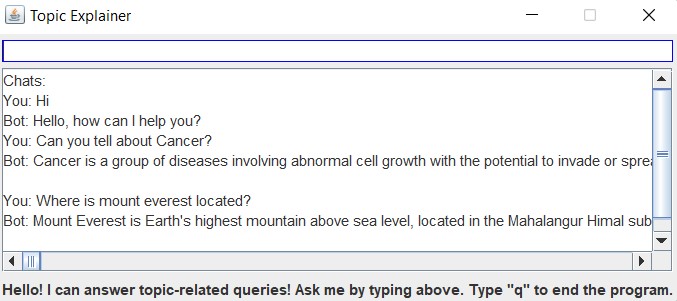 Topic Explainer
Chats:
You: Hi
Bot: Hello, how can I help you?
You: Can you tell about Cancer?
Bot: Cancer is a group of diseases involving abnormal cell growth with the potential to invade or sprea
You: Where is mount everest located?
Bot: Mount Everest is Earth's highest mountain above sea level, located in the Mahalangur Himal sub
Hello! I can answer topic-related queries! Ask me by typing above. Type "q" to end the program.